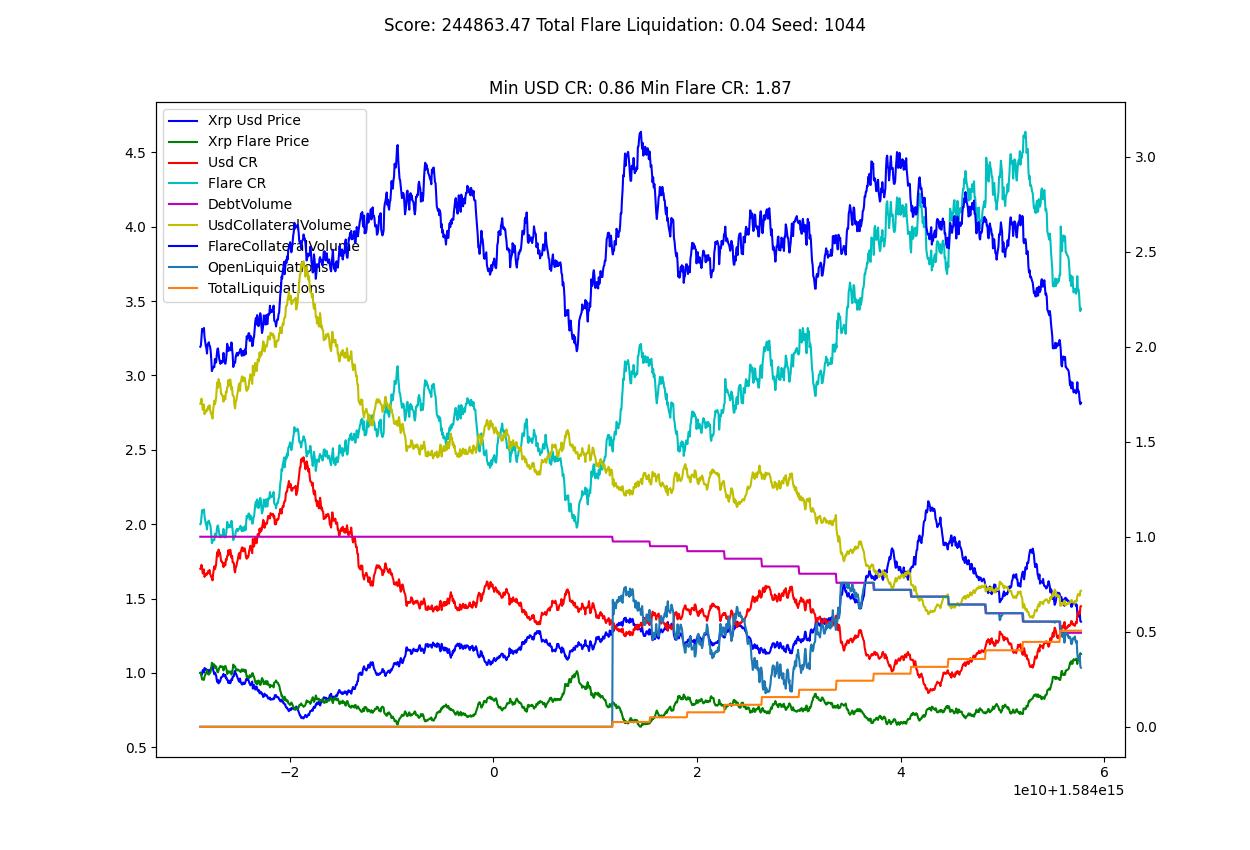 Score: 244863.47 Total Flare Liquidation: 0.04 Seed: 1044
Min USD CR: 0.86 Min Flare CR: 1.87
Xrp Usd Price
Xrp Flare Price
Usd CR
Flare CR
DebtVolume
UsdCollateralVolume
FlareCollateralVolume
OpenLiquidations
TotalLiquidations
4.5
4.0
3.5
3.0
2.5
2.0
1.5
1.0
0.5
3.0
2.5
2.0
1.5
1.0
0.5
0.0
−2
0
2
4
6
1e10+1.584e15